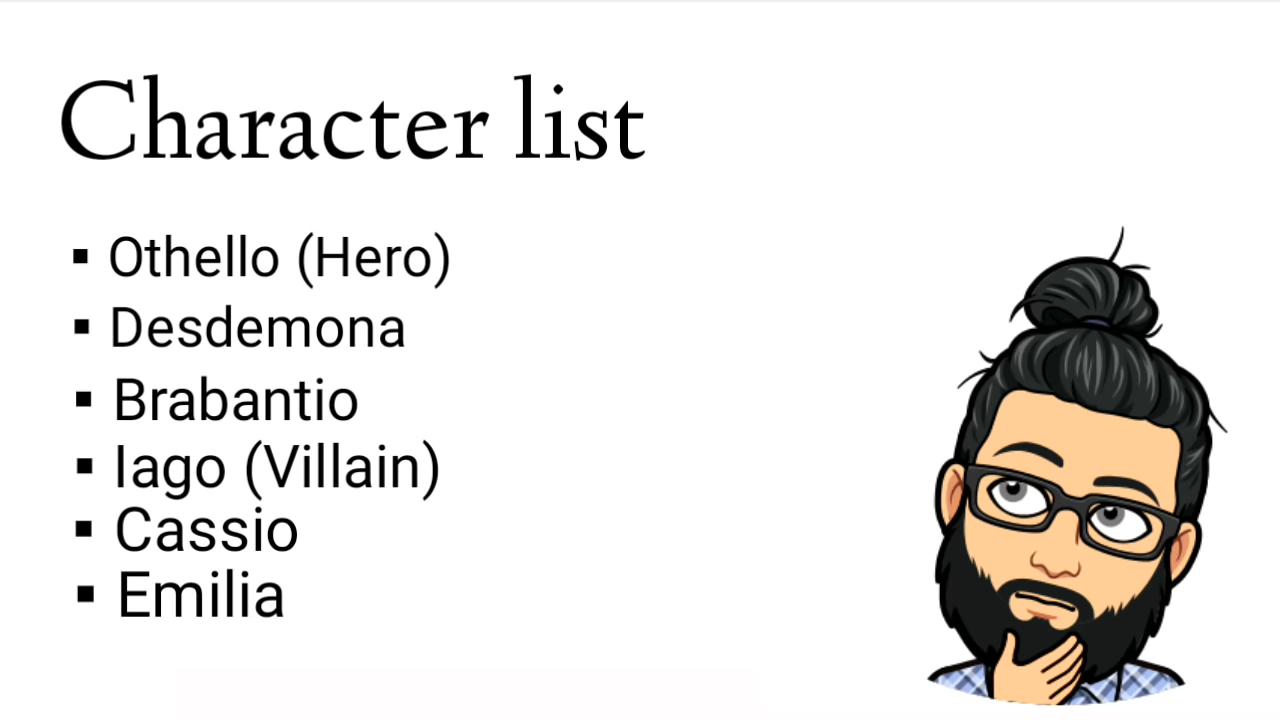 Character list
▪ Othello (Hero)
▪ Desdemona
▪ Brabantio
▪ Iago (Villain)
▪ Cassio
▪ Emilia